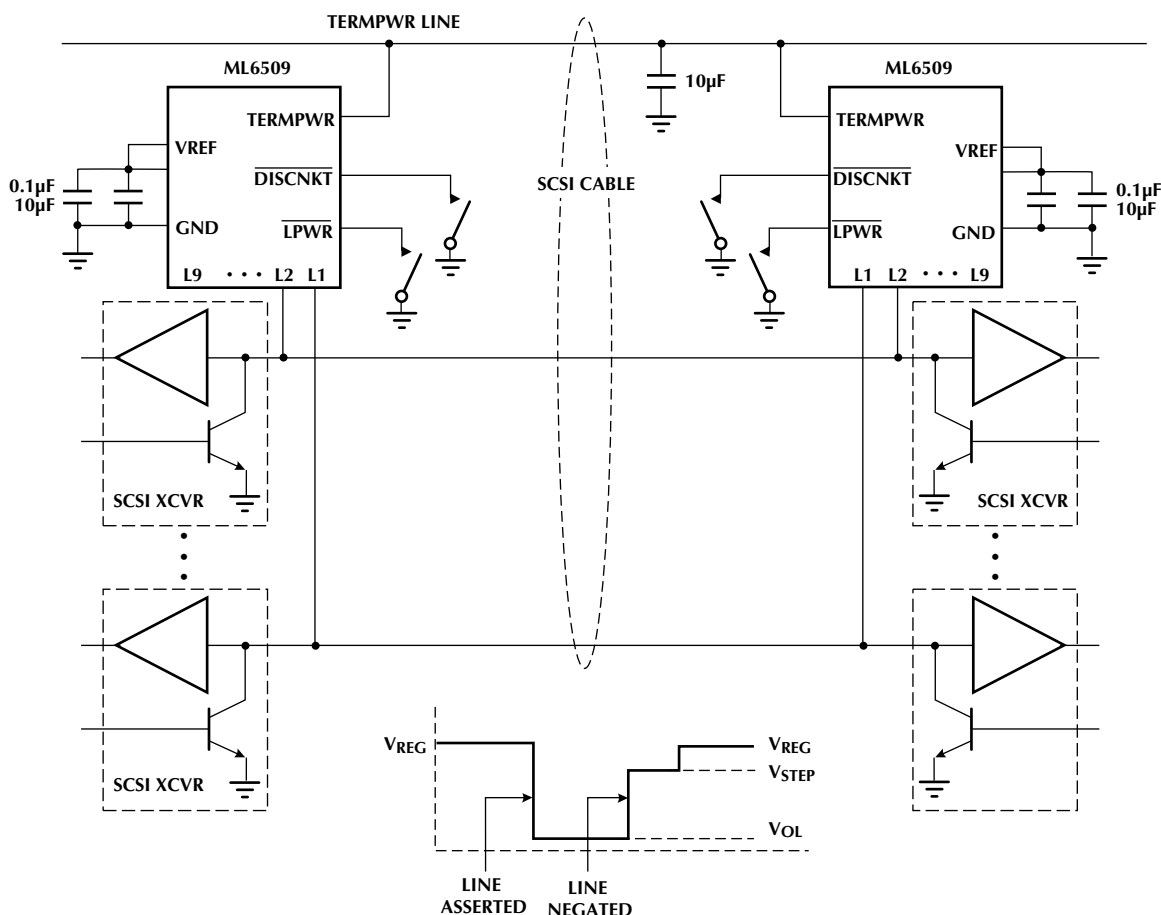 TERMPWR LINE
ML6509
ML6509
10µF
TERMPWR
TERMPWR
VREF
VREF
DISCNKT
SCSI CABLE
DISCNKT
0.1µF
10µF
0.1µF
10µF
GND
LPWR
LPWR
GND
L9 • • • L2 L1
L1 L2 • • • L9
SCSI XCVR
SCSI XCVR
VREG
VREG
VSTEP
SCSI XCVR
VOL
LINE
ASSERTED
LINE
NEGATED